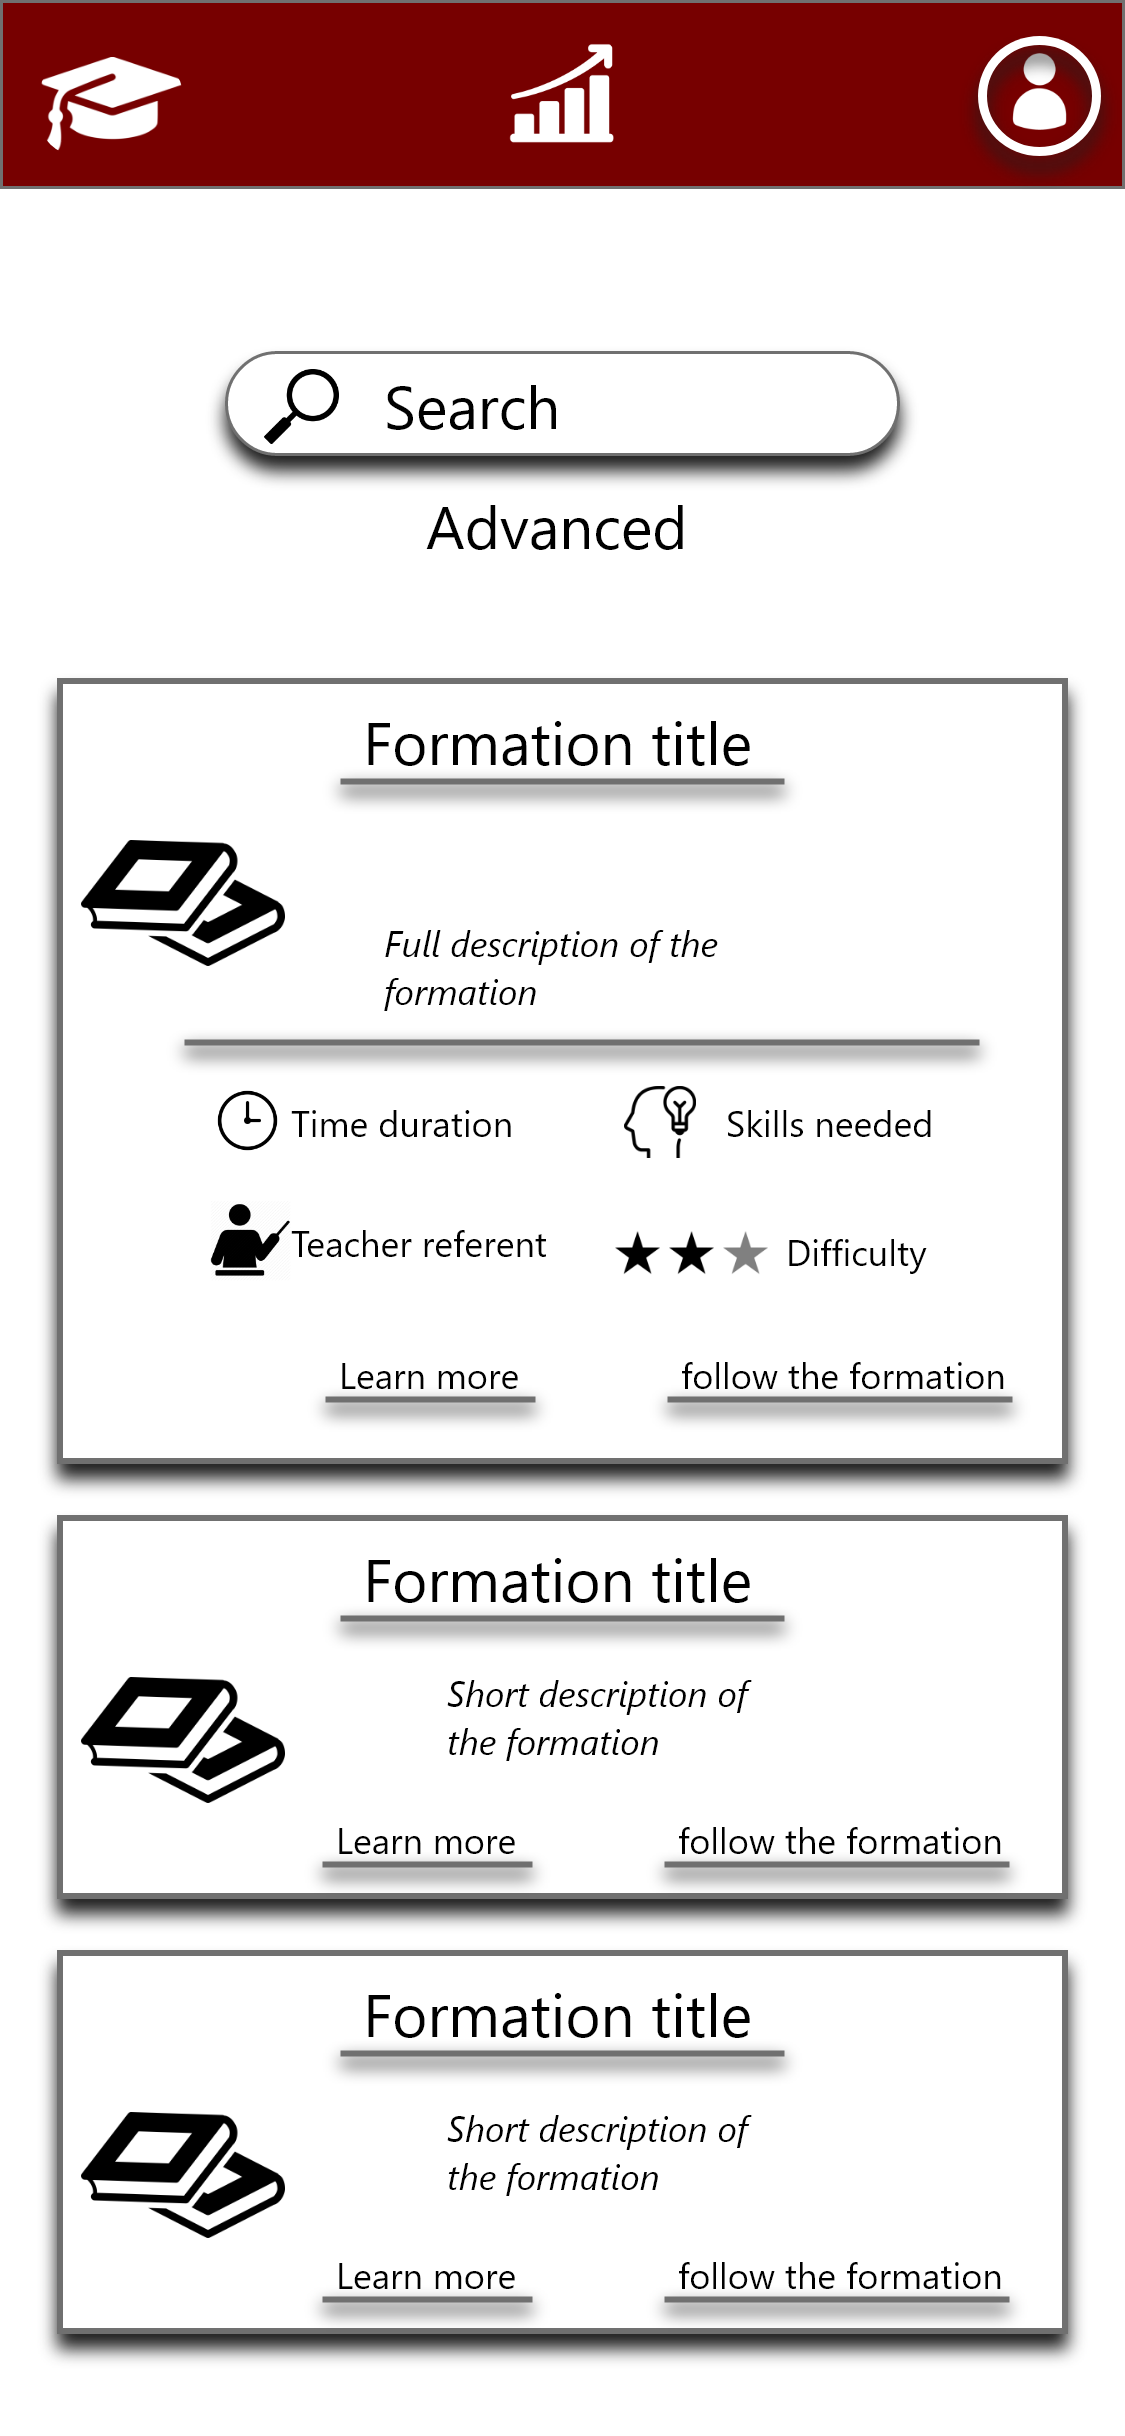 Search
Advanced
Formation title
Full description of the
formation
Time duration
Skills needed
Teacher referent
Difficulty
Learn more
follow the formation
Formation title
Short description of
the formation
Learn more
follow the formation
Formation title
Short description of
the formation
Learn more
follow the formation